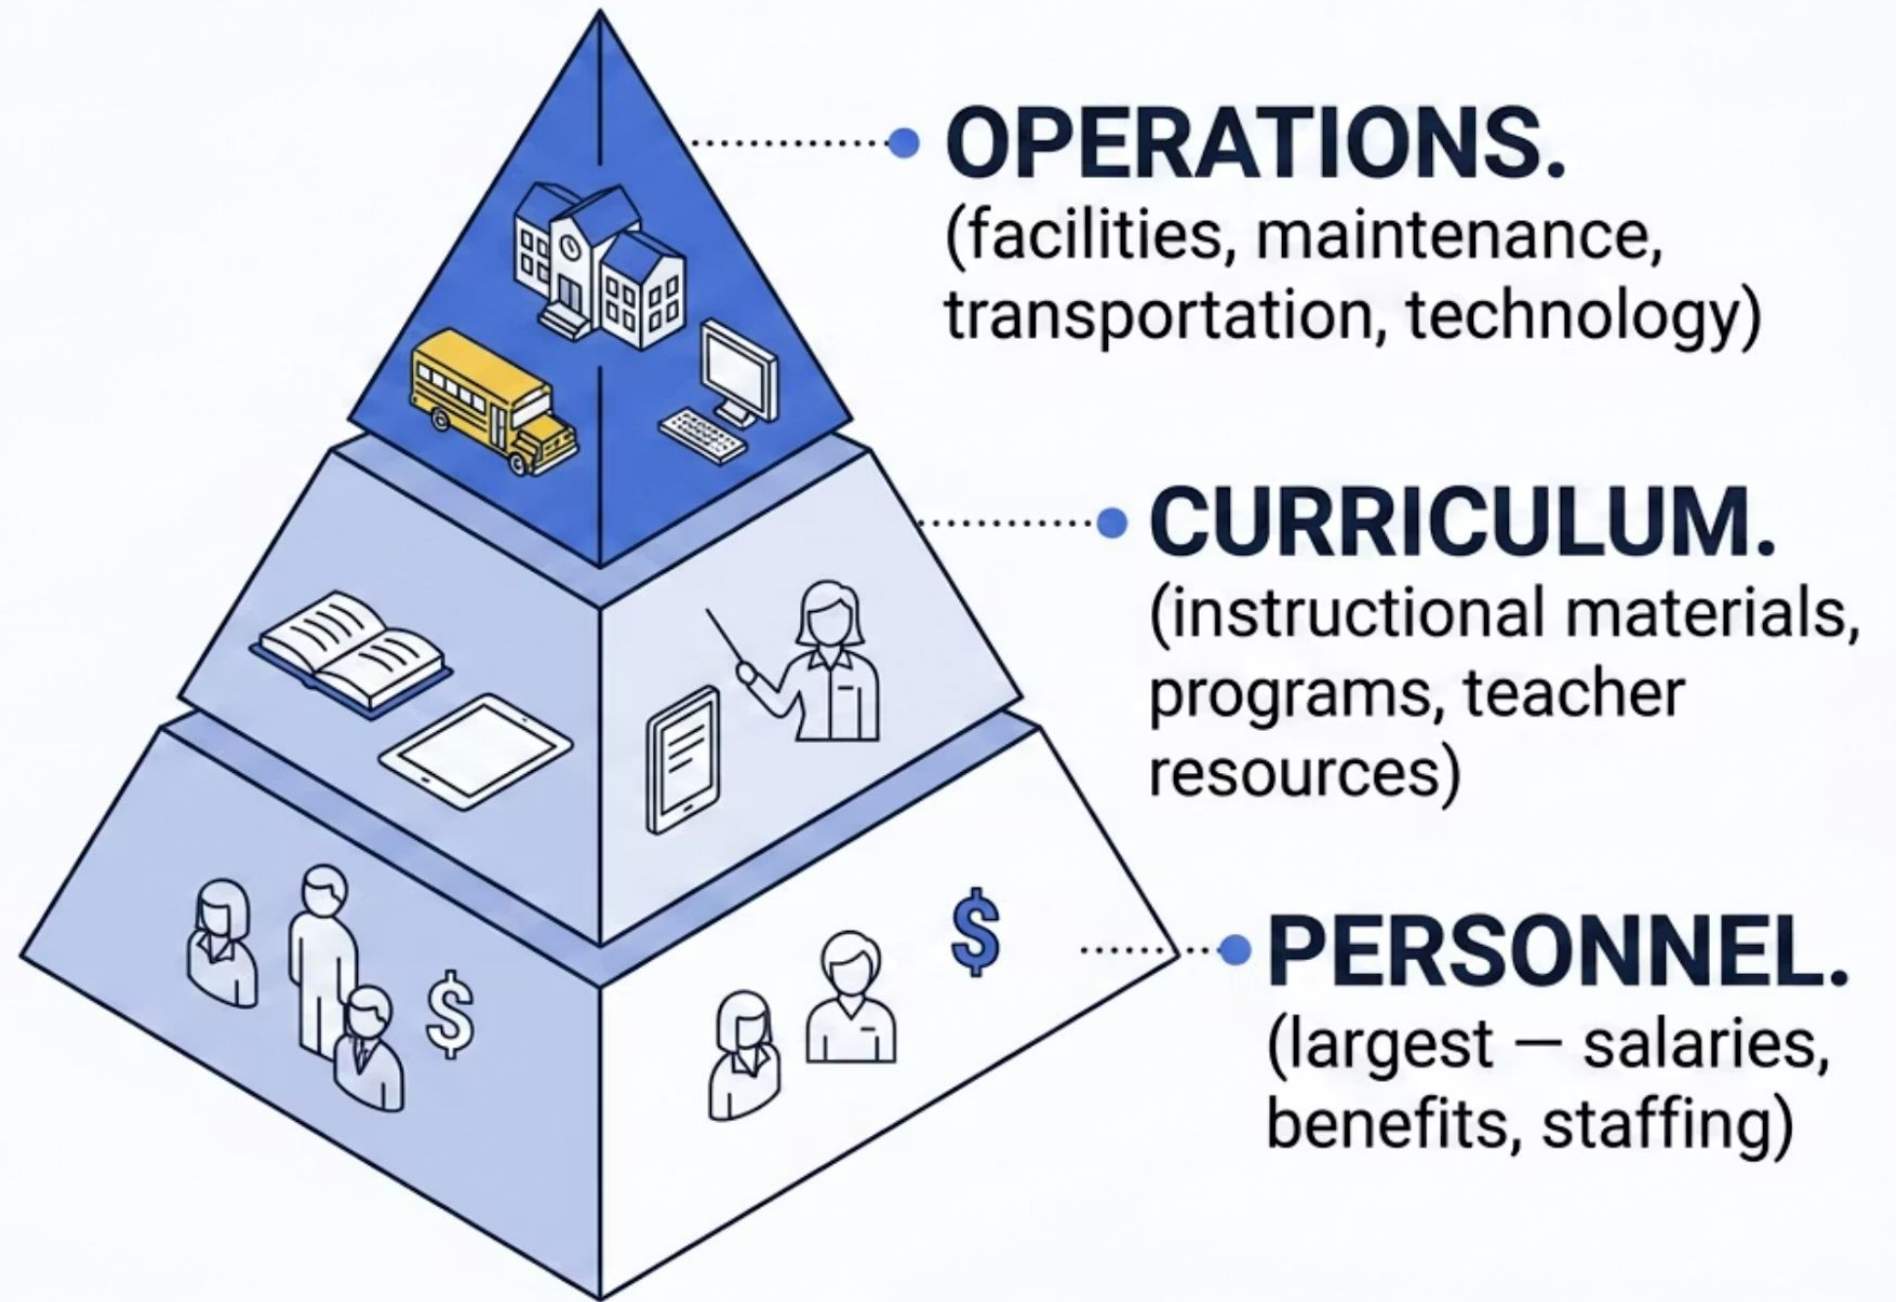 OPERATIONS.
(facilities, maintenance,
transportation, technology)
CURRICULUM.
(instructional materials,
programs, teacher
resources)
$
$
PERSONNEL.
(largest — salaries,
benefits, staffing)